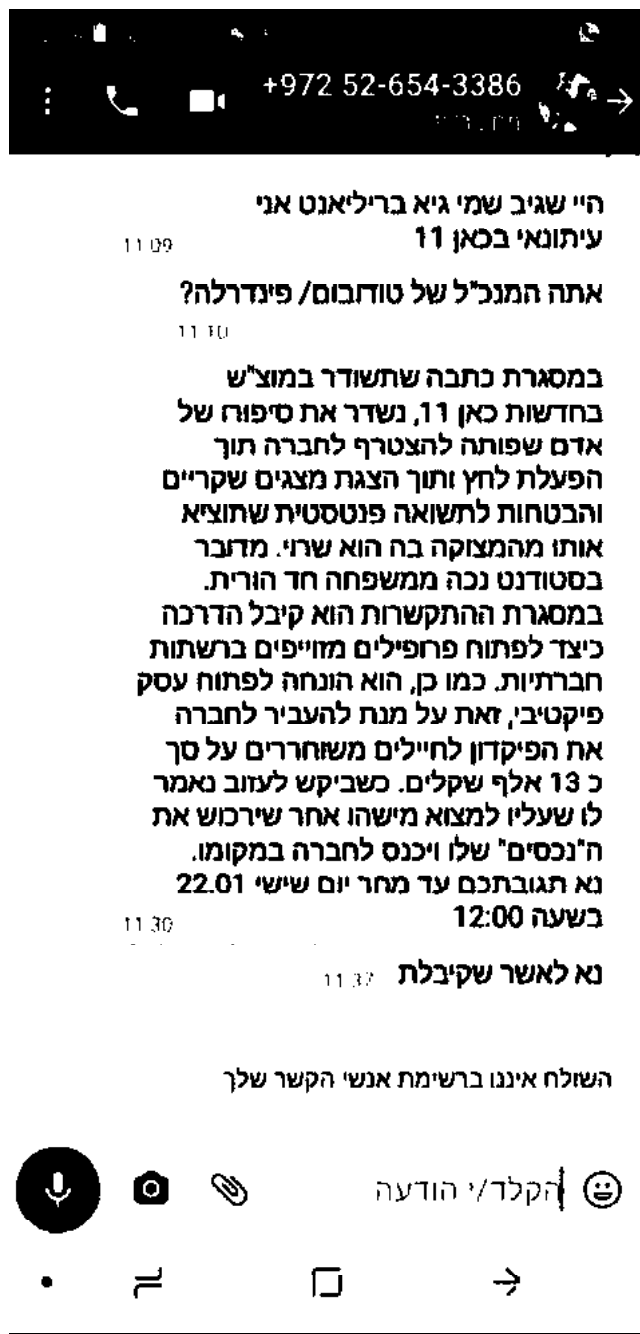 +972 52-654-3386
היי שגיב שמי גיא בריליאנט אני
עיתונאי בכאן 11
11:09
אתה המנכ"ל של טודובום/ פינדרלה?
11:10
במסגרת כתבה שתשודר במוצ"ש
בחדשות כאן 11, נשדר את סיפורו של
אדם שפותה להצטרף לחברה תוך
הפעלת לחץ ותוך הצגת מצגים שקריים
והבטחות לתשואה פנטסטית שתוציא
אותו מהמצוקה בה הוא שרוי. מדובר
בסטודנט נכה ממשפחה חד הורית.
במסגרת ההתקשרות הוא קיבל הדרכה
כיצד לפתוח פרופילים מזוייפים ברשתות
חברתיות. כמו כן, הוא הונחה לפתוח עסק
פיקטיבי, זאת על מנת להעביר לחברה
את הפיקדון לחיילים משוחררים על סך
כ 13 אלף שקלים. כשביקש לעזוב נאמר
לו שעליו למצוא מישהו אחר שירכוש את
ה"נכסים" שלו ויכנס לחברה במקומו.
נא תגובתכם עד מחר יום שישי 22.01
בשעה 12:00
11:30
נא לאשר שקיבלת
11:37
השולח איננו ברשימת אנשי הקשר שלך
הקלד/י הודעה